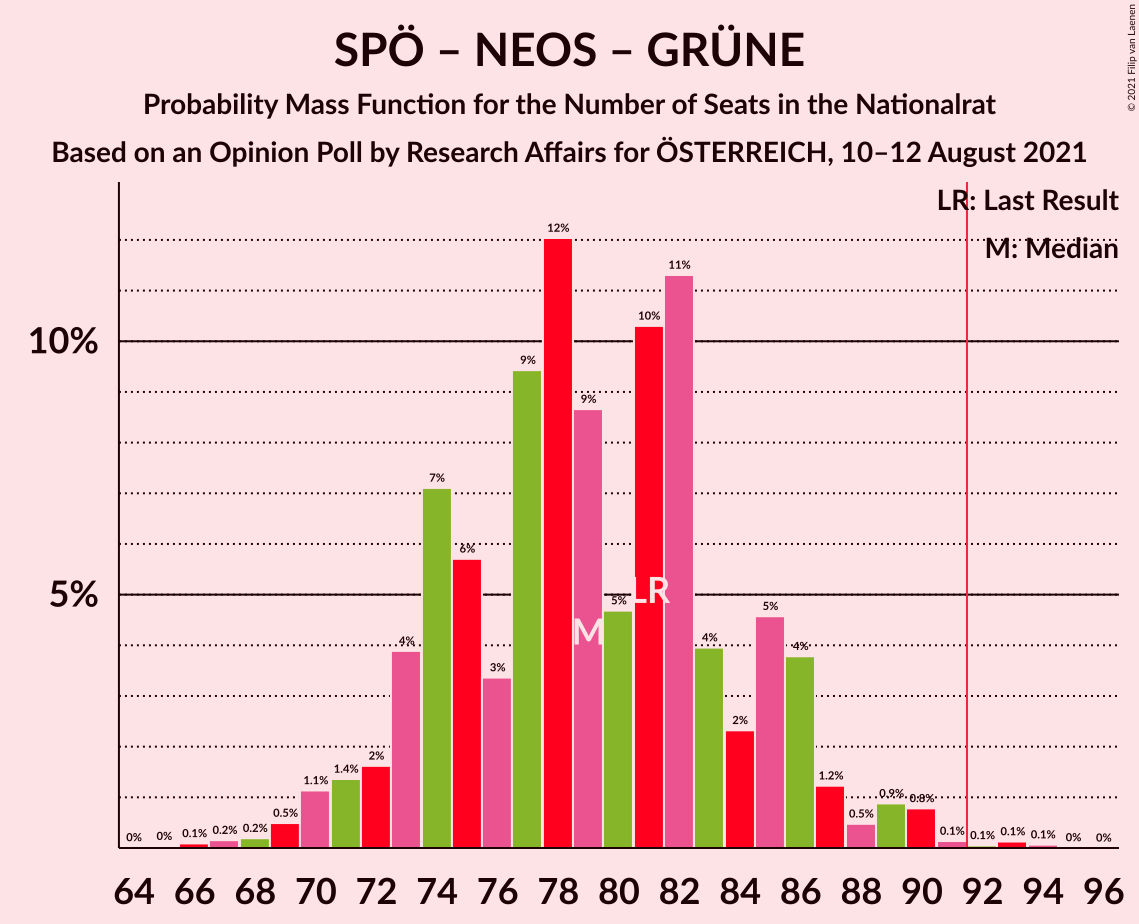 SPÖ – NEOS – GRÜNE
Probability Mass Function for the Number of Seats in the Nationalrat
Based on an Opinion Poll by Research Affairs for ÖSTERREICH, 10–12 August 2021
© 2021 Filip van Laenen
LR: Last Result
M: Median
10%
5%
0% 0% 0.1% 0.2% 0.2% 0.5% 1.1% 1.4% 2% 4% 7% 6% 3% 9% 12% 9% 5% 10% 11% 4% 2% 5% 4% 1.2% 0.5% 0.9% 0.8% 0.1% 0.1% 0.1% 0.1% 0% 0%
M
LR
64 66 68 70 72 74 76 78 80 82 84 86 88 90 92 94 96